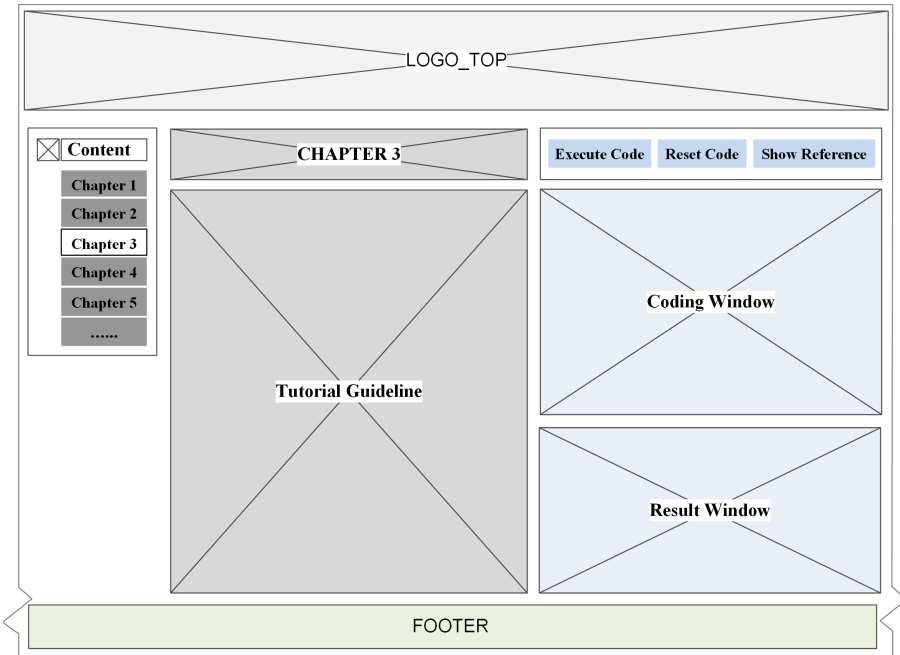 LOGO_TOP
Content
Chapter 1
Chapter 2
Chapter 3
Chapter 4
Chapter 5
......
CHAPTER 3
Tutorial Guideline
Execute Code
Reset Code
Show Reference
Coding Window
Result Window
FOOTER